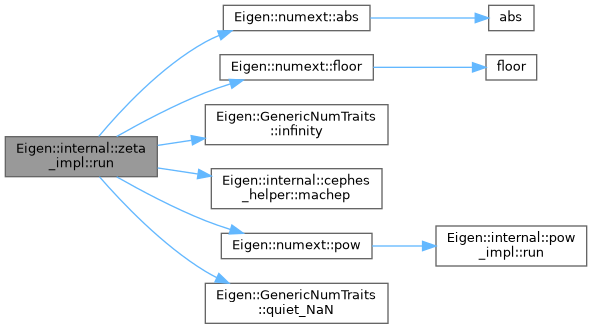 Eigen::numext::abs
abs
Eigen::numext::floor
floor
Eigen::GenericNumTraits
::infinity
Eigen::internal::zeta
_impl::run
Eigen::internal::cephes
_helper::machep
Eigen::numext::pow
Eigen::internal::pow
_impl::run
Eigen::GenericNumTraits
::quiet_NaN